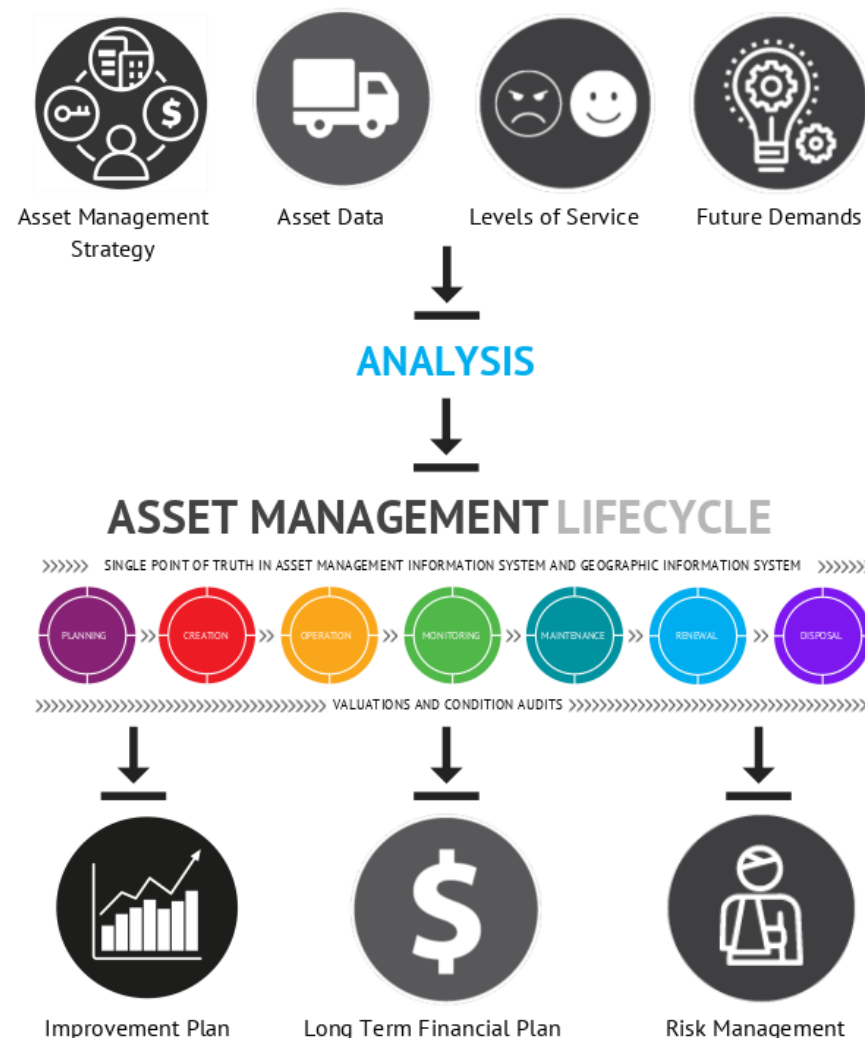 Asset Management
Strategy
Asset Data
Levels of Service
Future Demands
ANALYSIS
ASSET MANAGEMENT LIFECYCLE
SINGLE POINT OF TRUTH IN ASSET MANAGEMENT INFORMATION SYSTEM AND GEOGRAPHIC INFORMATION SYSTEM
PLANNING
CREATION
OPERATION
MONITORING
MAINTENANCE
RENEWAL
DISPOSAL
VALUATIONS AND CONDITION AUDITS
$
$
Improvement Plan
Long Term Financial Plan
Risk Management